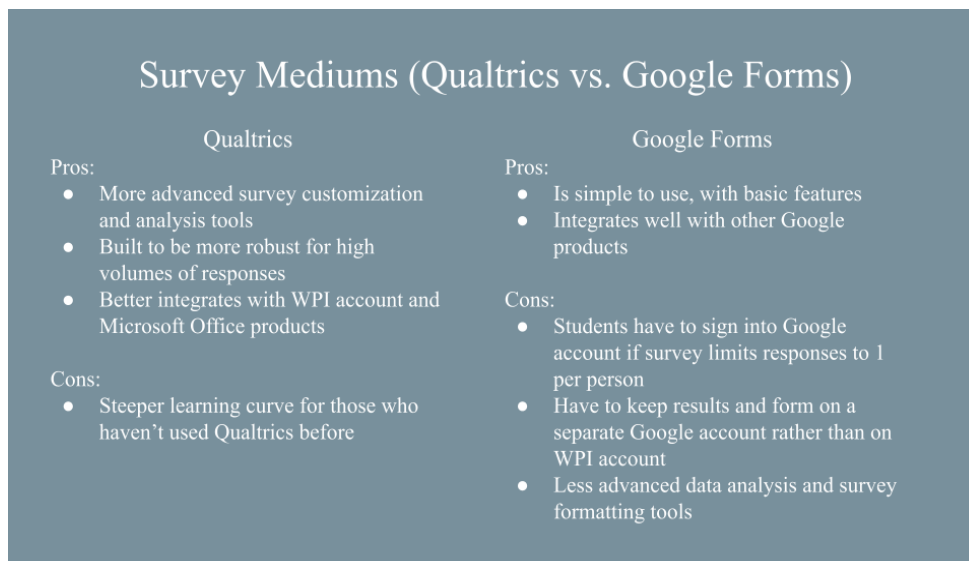 Survey Mediums (Qualtrics vs. Google Forms)
Qualtrics
Pros:
● More advanced survey customization
and analysis tools
● Built to be more robust for high
volumes of responses
● Better integrates with WPI account and
Microsoft Office products
Cons:
● Steeper learning curve for those who
haven’t used Qualtrics before
Google Forms
Pros:
● Is simple to use, with basic features
● Integrates well with other Google
products
Cons:
● Students have to sign into Google
account if survey limits responses to 1
per person
● Have to keep results and form on a
separate Google account rather than on
WPI account
● Less advanced data analysis and survey
formatting tools